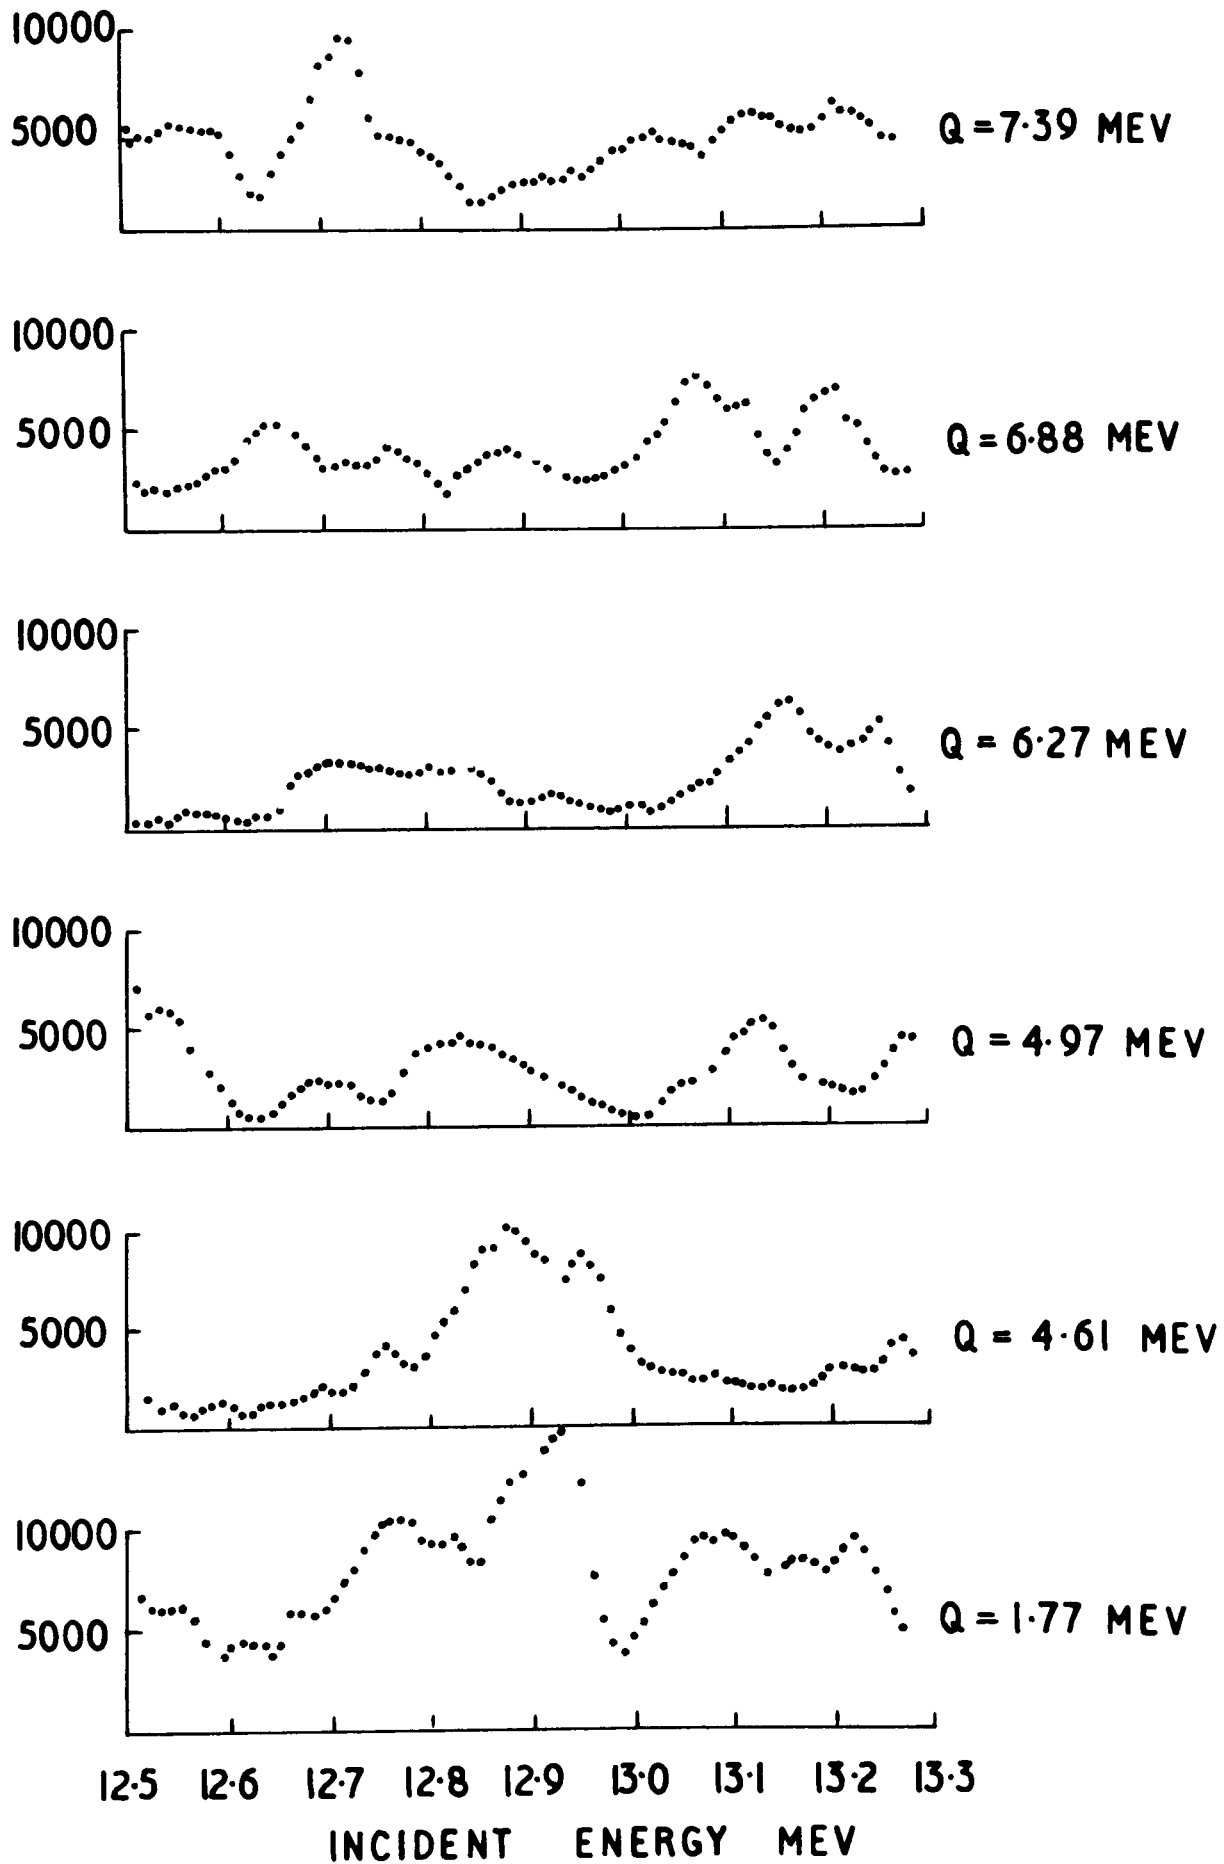 10000
5000
Q = 7·39 MEV
10000
5000
Q = 6·88 MEV
10000
5000
Q = 6·27 MEV
10000
5000
Q = 4·97 MEV
10000
5000
Q = 4·61 MEV
10000
5000
Q = 1·77 MEV
12·5 12·6 12·7 12·8 12·9 13·0 13·1 13·2 13·3
INCIDENT ENERGY MEV